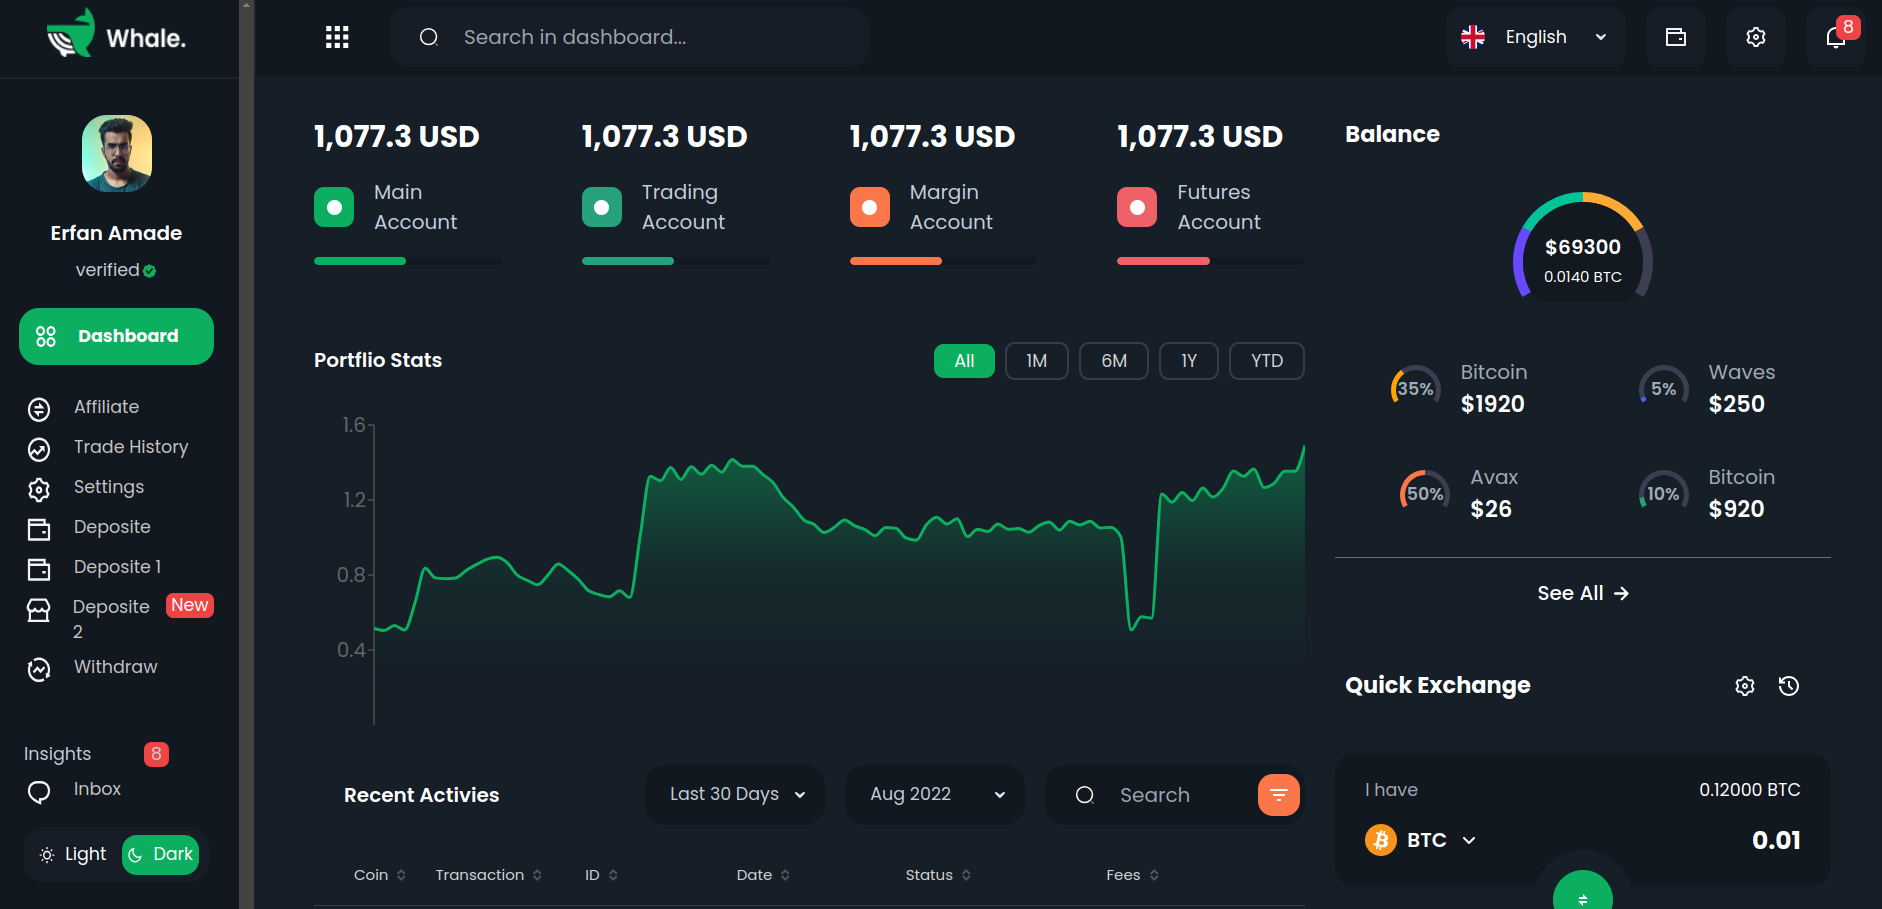 Whale.
Search in dashboard...
English
8
Erfan Amade
verified
Dashboard
Affiliate
Trade History
Settings
Deposite
Deposite 1
Deposite
2
New
Withdraw
Insights
8
Inbox
Light
Dark
1,077.3 USD
Main
Account
1,077.3 USD
Trading
Account
1,077.3 USD
Margin
Account
1,077.3 USD
Futures
Account
Portflio Stats
All
1M
6M
1Y
YTD
1.6
1.2
0.8
0.4
Recent Activies
Last 30 Days
Aug 2022
Search
Coin
Transaction
ID
Date
Status
Fees
Balance
$69300
0.0140 BTC
35%
Bitcoin
$1920
5%
Waves
$250
50%
Avax
$26
10%
Bitcoin
$920
See All
Quick Exchange
I have
0.12000 BTC
BTC
0.01